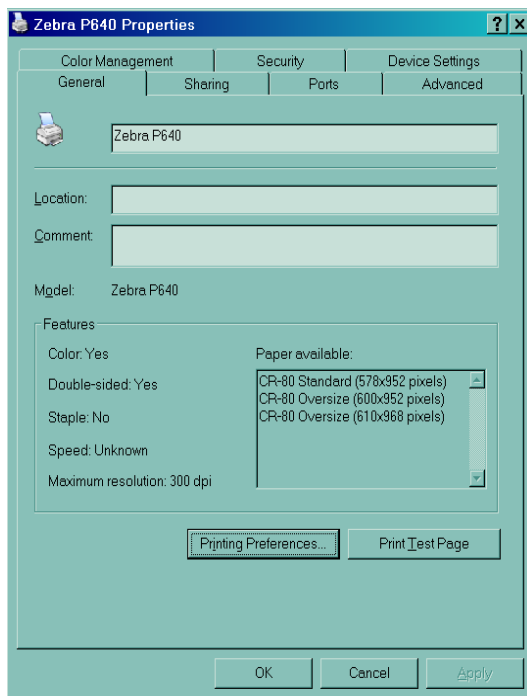 Zebra P640 Properties
Color Management Security Device Settings
General Sharing Ports Advanced
Zebra P640
Location:
Comment:
Model: Zebra P640
Features
Color: Yes
Paper available:
Double-sided: Yes
CR-80 Standard (578x952 pixels)
CR-80 Oversize (600x952 pixels)
CR-80 Oversize (610x968 pixels)
Staple: No
Speed: Unknown
Maximum resolution: 300 dpi
Printing Preferences... Print Test Page
OK Cancel Apply